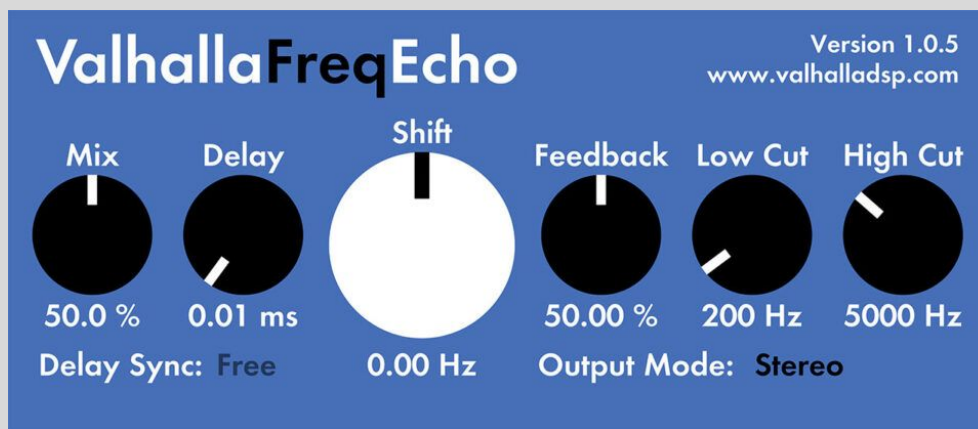 ValhallaFreqEcho
Version 1.0.5
www.valhalladsp.com
Mix Delay Shift Feedback Low Cut High Cut
50.0 % 0.01 ms 0.00 Hz 50.00 % 200 Hz 5000 Hz
Delay Sync: Free
Output Mode: Stereo